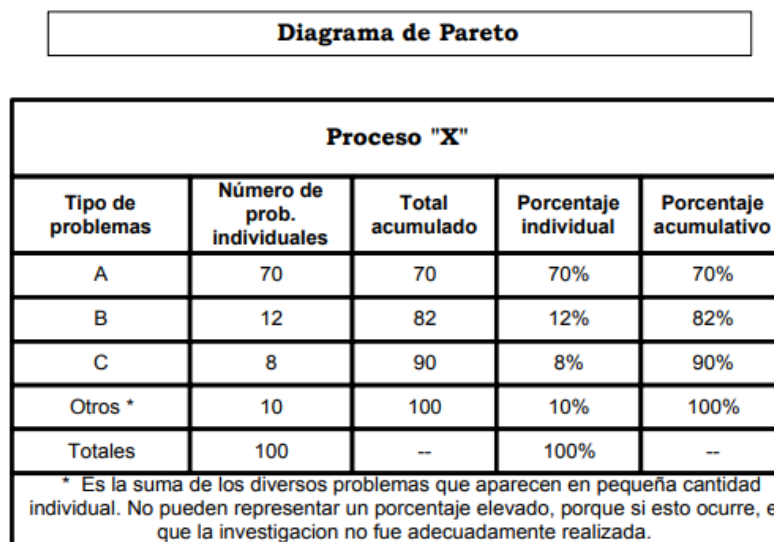 Diagrama de Pareto
Proceso "X"
Tipo de problemas Número de prob. individuales Total acumulado Porcentaje individual Porcentaje acumulativo
A 70 70 70% 70%
B 12 82 12% 82%
C 8 90 8% 90%
Otros * 10 100 10% 100%
Totales 100 -- 100% --
* Es la suma de los diversos problemas que aparecen en pequeña cantidad
individual. No pueden representar un porcentaje elevado, porque si esto ocurre, e
que la investigacion no fue adecuadamente realizada.